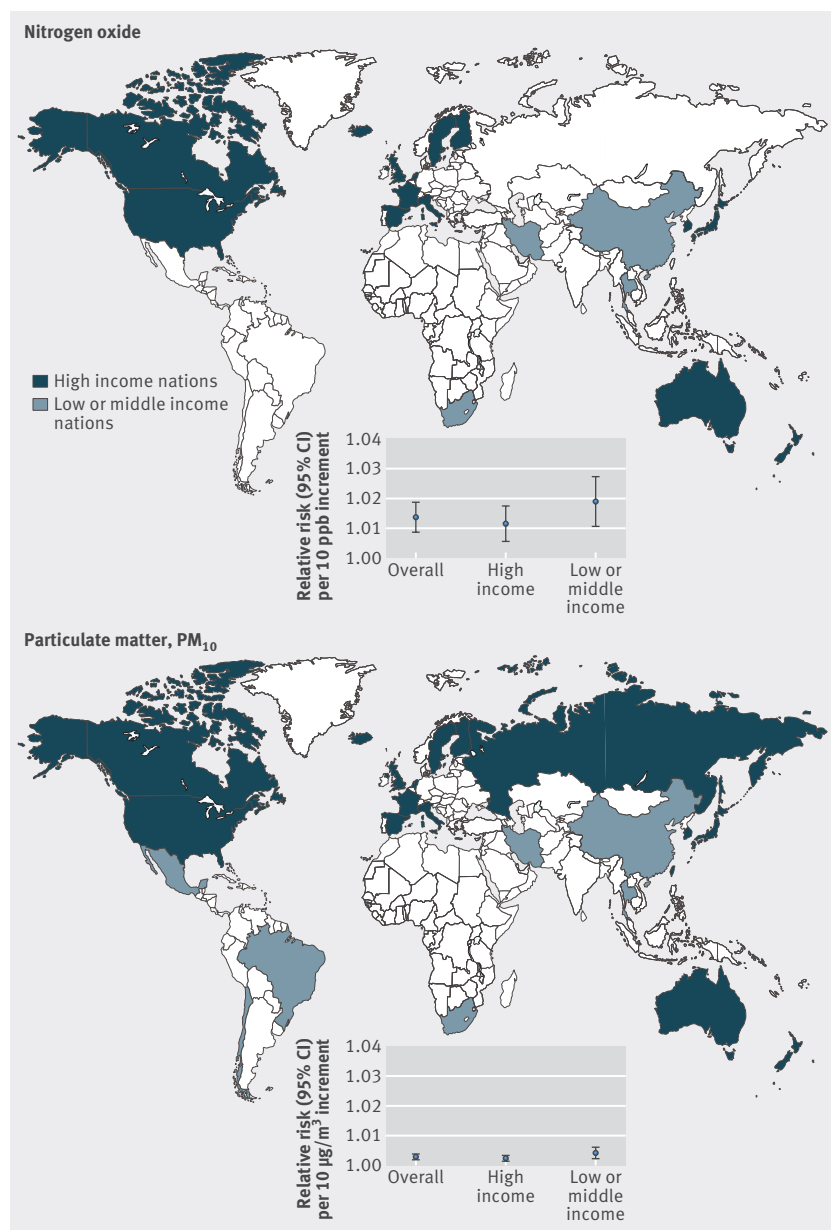 Nitrogen oxide
High income nations
Low or middle income
nations
Relative risk (95% CI)
per 10 ppb increment
1.04
1.03
1.02
1.01
1.00
Overall
High
income
Low or
middle
income
Particulate matter, PM₁₀
Relative risk (95% CI)
per 10 µg/m³ increment
1.04
1.03
1.02
1.01
1.00
Overall
High
income
Low or
middle
income